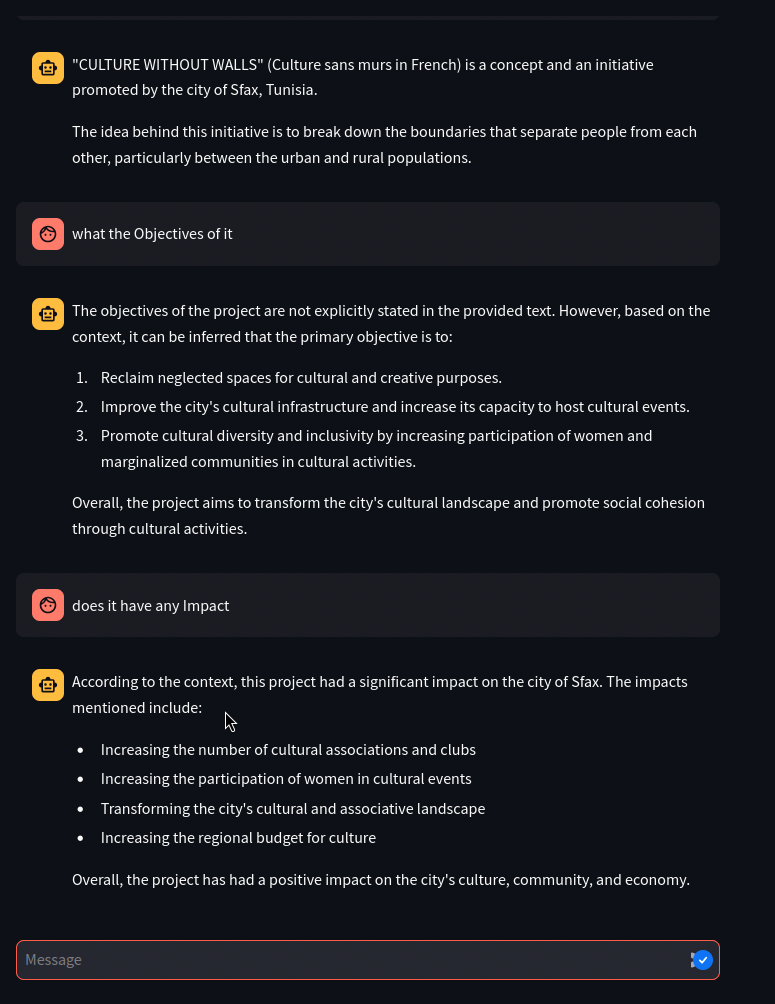 "CULTURE WITHOUT WALLS" (Culture sans murs in French) is a concept and an initiative
promoted by the city of Sfax, Tunisia.
The idea behind this initiative is to break down the boundaries that separate people from each
other, particularly between the urban and rural populations.
what the Objectives of it
The objectives of the project are not explicitly stated in the provided text. However, based on the
context, it can be inferred that the primary objective is to:
1. Reclaim neglected spaces for cultural and creative purposes.
2. Improve the city's cultural infrastructure and increase its capacity to host cultural events.
3. Promote cultural diversity and inclusivity by increasing participation of women and
marginalized communities in cultural activities.
Overall, the project aims to transform the city's cultural landscape and promote social cohesion
through cultural activities.
does it have any Impact
According to the context, this project had a significant impact on the city of Sfax. The impacts
mentioned include:
• Increasing the number of cultural associations and clubs
• Increasing the participation of women in cultural events
• Transforming the city's cultural and associative landscape
• Increasing the regional budget for culture
Overall, the project has had a positive impact on the city's culture, community, and economy.
Message